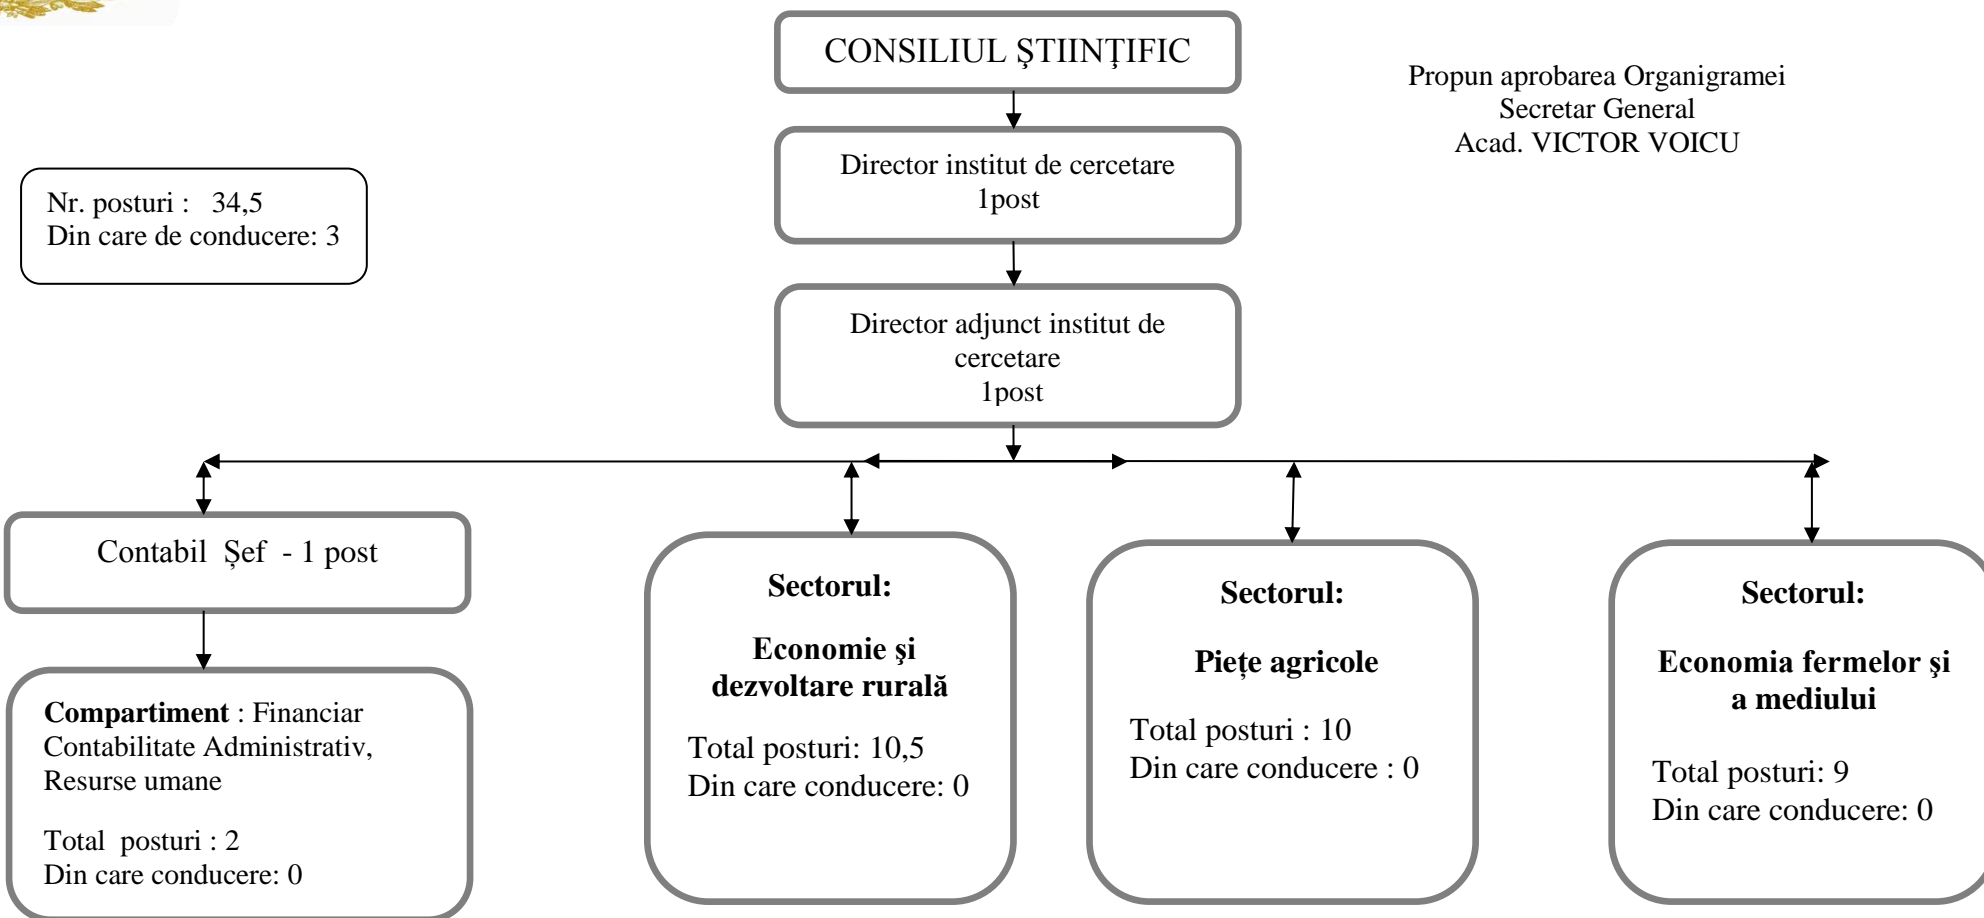 CONSILIUL ŞTIINŢIFIC
Propun aprobarea Organigramei
Secretar General
Acad. VICTOR VOICU
Director institut de cercetare
1post
Nr. posturi :   34,5
Din care de conducere: 3
Director adjunct institut de
cercetare
1post
Contabil  Șef  - 1 post
Compartiment : Financiar
Contabilitate Administrativ,
Resurse umane
Total  posturi : 2
Din care conducere: 0
Sectorul:
Economie şi
dezvoltare rurală
Total posturi: 10,5
Din care conducere: 0
Sectorul:
Piețe agricole
Total posturi : 10
Din care conducere : 0
Sectorul:
Economia fermelor şi
a mediului
Total posturi: 9
Din care conducere: 0